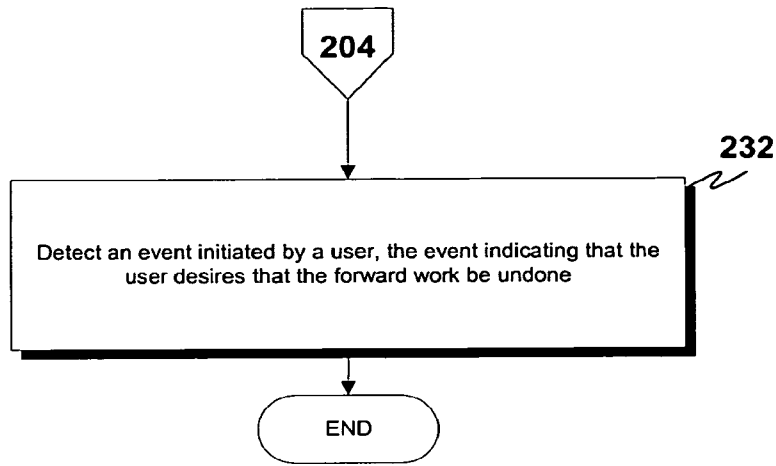 204
232
Detect an event initiated by a user, the event indicating that the
user desires that the forward work be undone
END